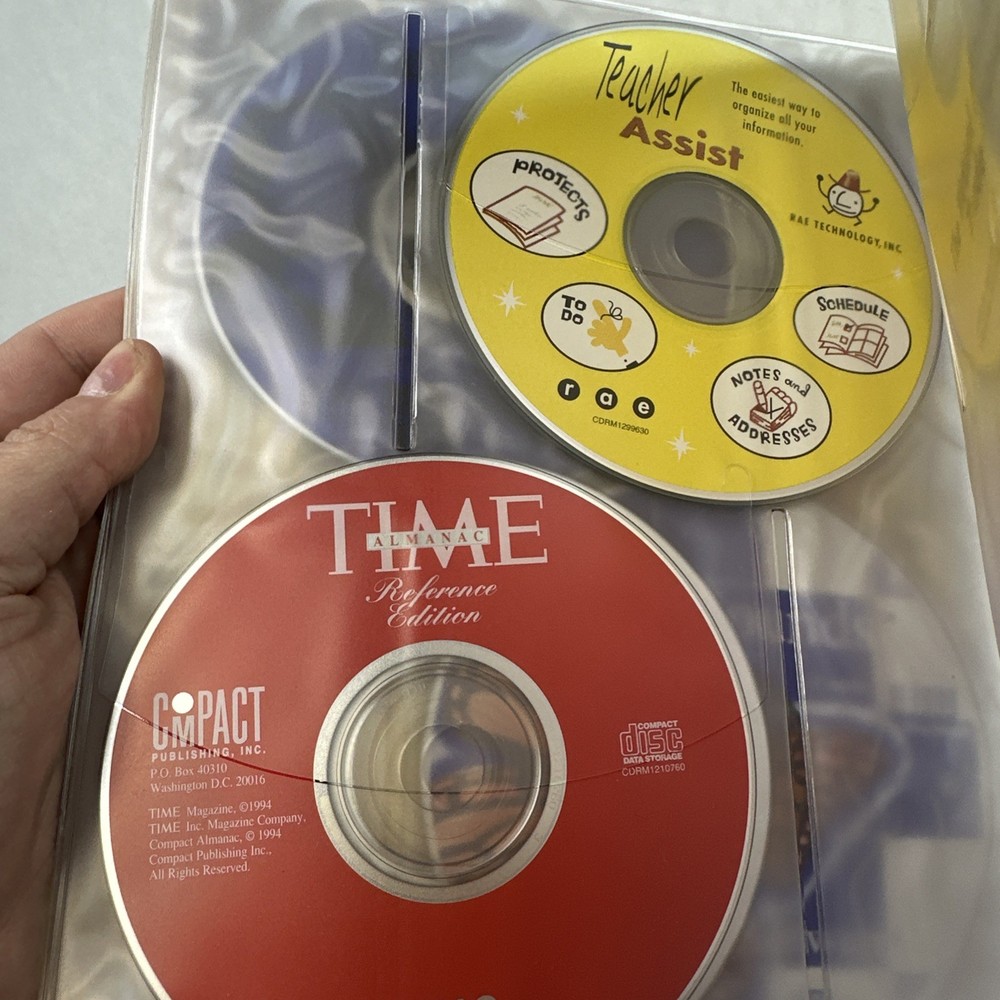 Teacher
Assist
The easiest way to
organize all your
information.
PROTECTS
RAE TECHNOLOGY, INC.
TO
DO
SCHEDULE
NOTES and
ADDRESSES
r a e
CDRM1299630
TIME
ALMANAC
Reference
Edition
COMPACT
PUBLISHING, INC.
P.O. Box 40310
Washington D.C. 20016
TIME Magazine, ©1994
TIME Inc. Magazine Company,
Compact Almanac, © 1994
Compact Publishing Inc.,
All Rights Reserved.
COMPACT
disc
DATA STORAGE
CDRM1210760